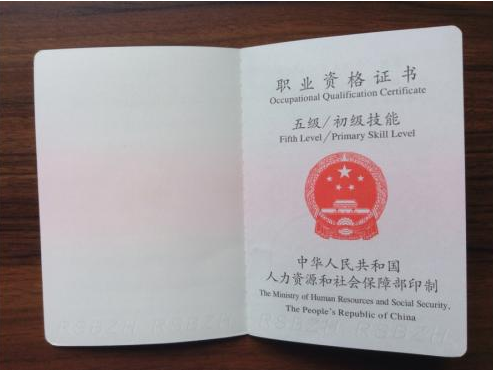 职业资格证书
Occupational Qualification Certificate
五级/初级技能
Fifth Level/Primary Skill Level
中华人民共和国
人力资源和社会保障部印制
The Ministry of Human Resources and Social Security,
The People's Republic of China